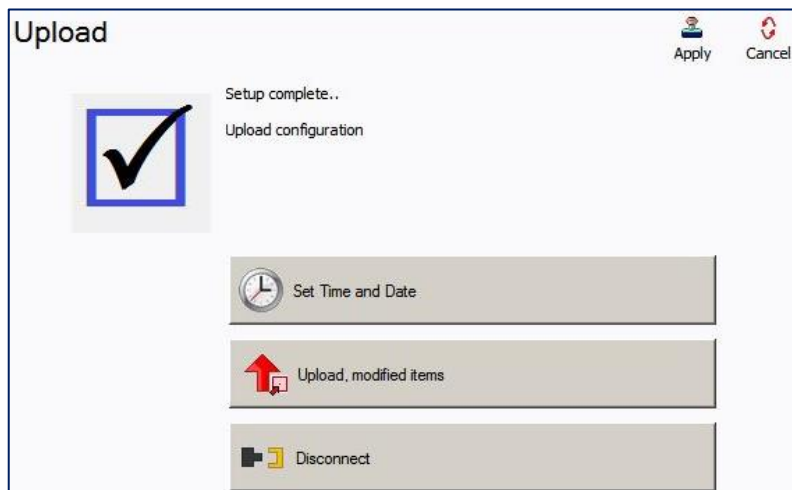 Upload
Apply
Cancel
Setup complete..
Upload configuration
Set Time and Date
Upload, modified items
Disconnect